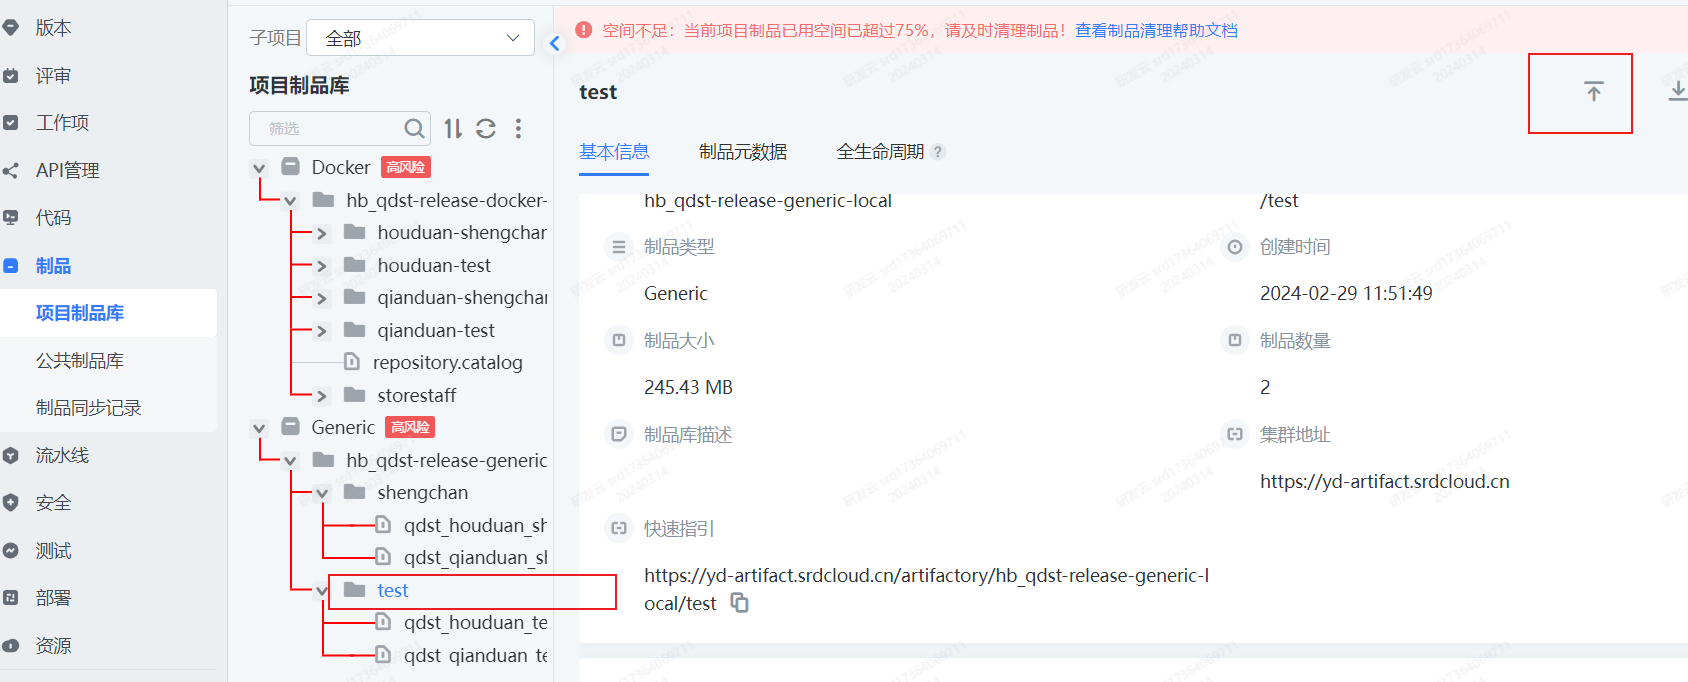 版本
评审
工作项
API管理
代码
制品
项目制品库
公共制品库
制品同步记录
流水线
安全
测试
部署
资源
子项目 全部
项目制品库
筛选
Docker 高风险
hb_qdst-release-docker-
houduan-shengchar
houduan-test
qianduan-shengchar
qianduan-test
repository.catalog
storestaff
Generic 高风险
hb_qdst-release-generic
shengchan
qdst_houduan_sh
qdst_qianduan_sh
test
qdst_houduan_te
qdst_qianduan_te
空间不足：当前项目制品已用空间已超过75%，请及时清理制品！查看制品清理帮助文档
test
基本信息 制品元数据 全生命周期 ?
hb_qdst-release-generic-local /test
制品类型 创建时间
Generic 2024-02-29 11:51:49
制品大小 制品数量
245.43 MB 2
制品库描述 集群地址
https://yd-artifact.srdcloud.cn
快速指引
https://yd-artifact.srdcloud.cn/artifactory/hb_qdst-release-generic-l
ocal/test
研发云 srd17364069711
20240314